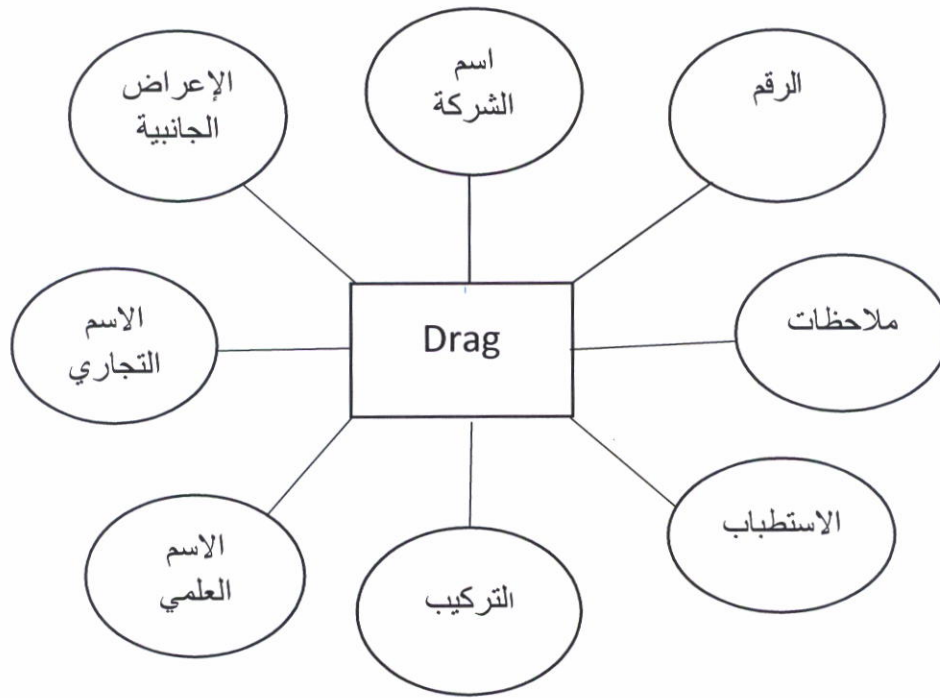 الإعراض
الجانبية
اسم
الشركة
الرقم
الاسم
التجاري
Drag
ملاحظات
الاسم
العلمي
التركيب
الاستطباب